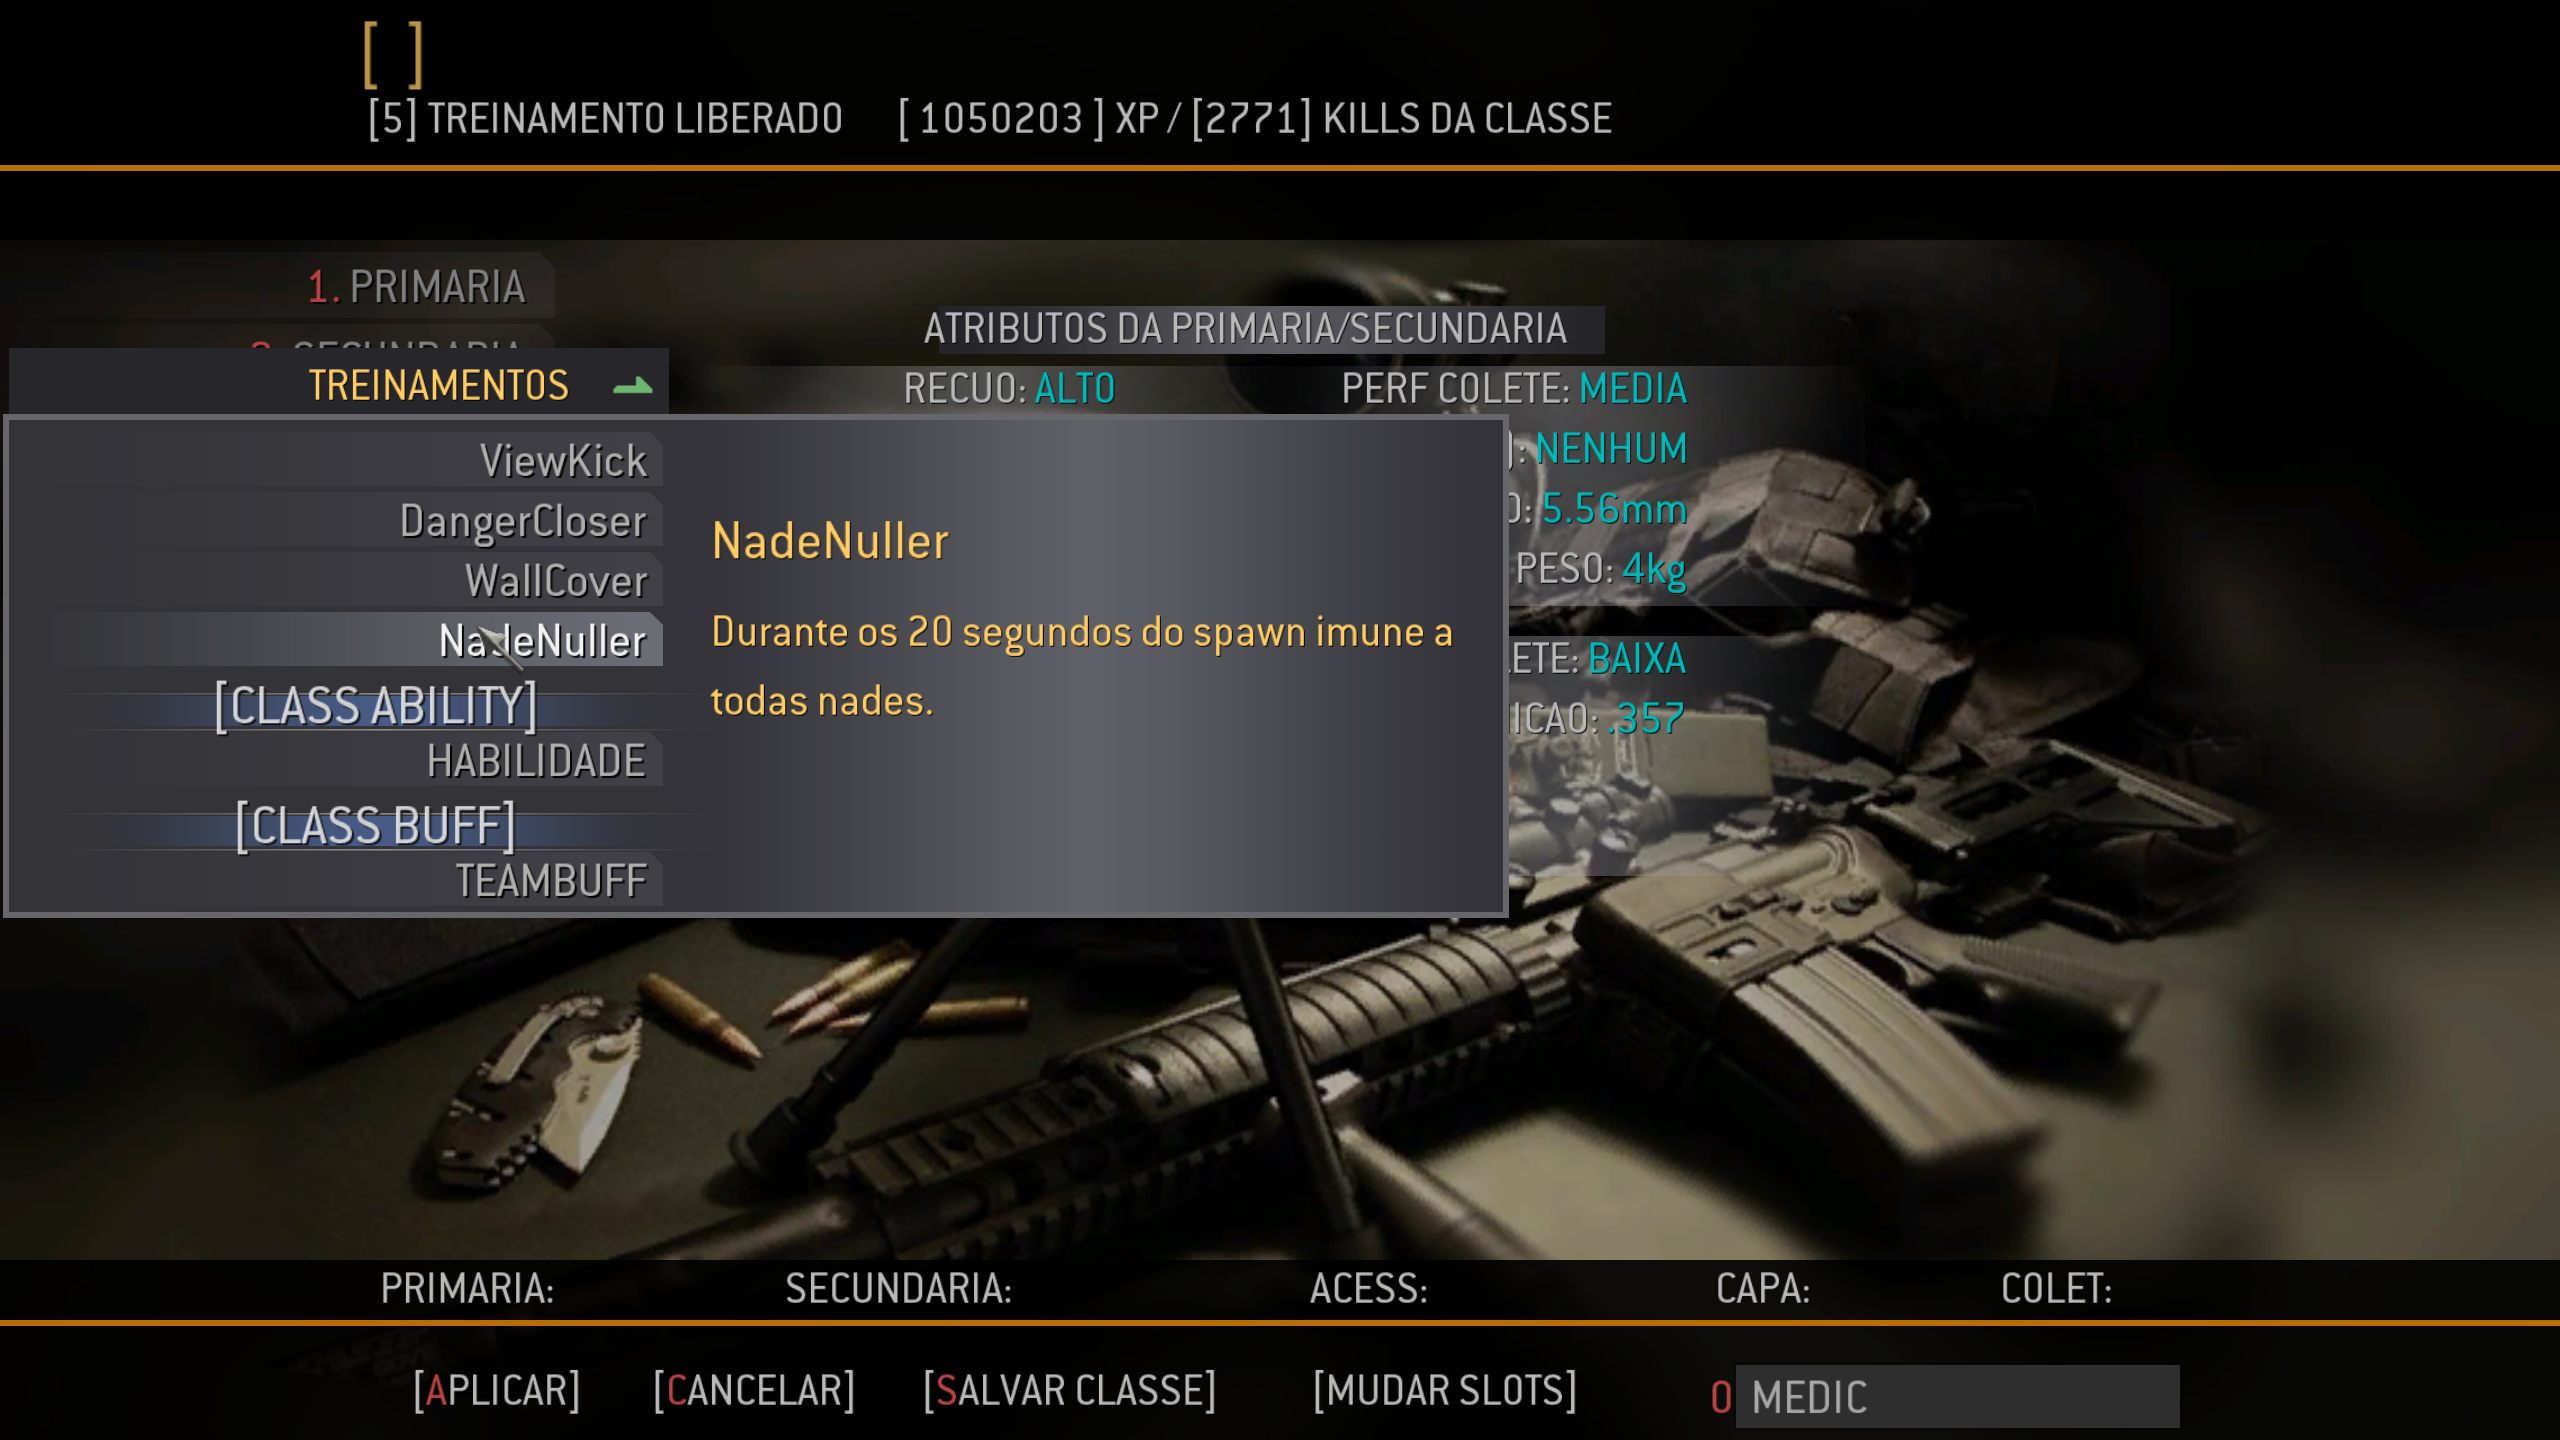 [ ]
[5] TREINAMENTO LIBERADO [ 1050203 ] XP / [2771] KILLS DA CLASSE
1. PRIMARIA
ATRIBUTOS DA PRIMARIA/SECUNDARIA
TREINAMENTOS
RECUO: ALTO PERF COLETE: MEDIA
ViewKick
: NENHUM
DangerCloser
O: 5.56mm
WallCover
PESO: 4kg
NadeNuller
NadeNuller
Durante os 20 segundos do spawn imune a
todas nades.
LETE: BAIXA
[CLASS ABILITY]
ICAO: .357
HABILIDADE
[CLASS BUFF]
TEAMBUFF
PRIMARIA: SECUNDARIA: ACESS: CAPA: COLET:
[APLICAR] [CANCELAR] [SALVAR CLASSE] [MUDAR SLOTS] 0 MEDIC